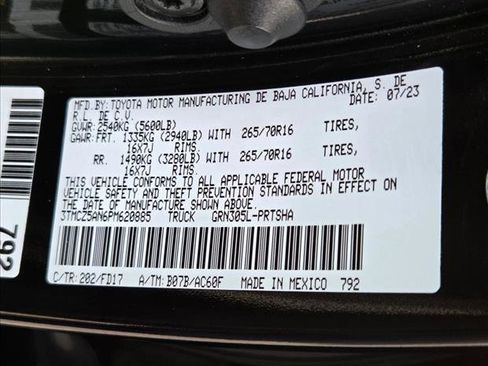 MFD.BY: TOYOTA MOTOR MANUFACTURING DE BAJA CALIFORNIA, S. DE
R.L. DE C.V. DATE: 07/23
GVWR: 2540KG (5600LB)
GAWR: FRT. 1335KG (2940LB) WITH 265/70R16 TIRES,
16X7J RIMS.
RR. 1490KG (3280LB) WITH 265/70R16 TIRES,
16X7J RIMS.
THIS VEHICLE CONFORMS TO ALL APPLICABLE FEDERAL MOTOR
VEHICLE SAFETY AND THEFT PREVENTION STANDARDS IN EFFECT ON
THE DATE OF MANUFACTURE SHOWN ABOVE.
3TMCZ5AN6PM620885 TRUCK GRN305L-PRTSHA
C/TR: 202/FD17 A/TM: B07B/AC60F MADE IN MEXICO 792
792